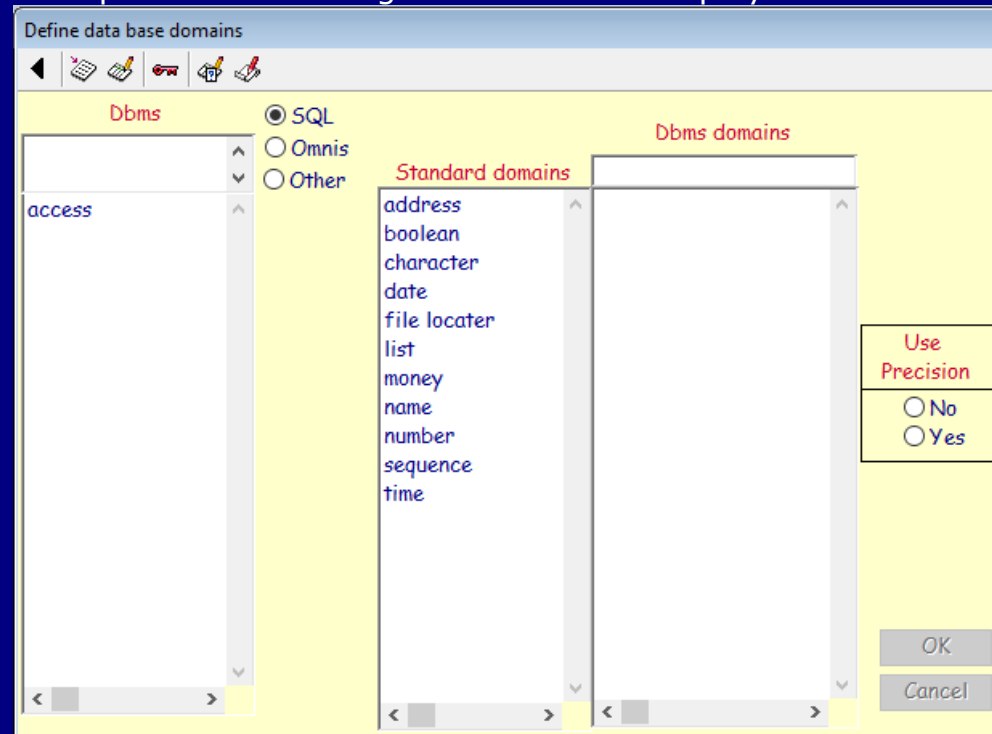 Define data base domains
Dbms
SQL
Omnis
Other
access
Standard domains
address
boolean
character
date
file locater
list
money
name
number
sequence
time
Dbms domains
Use
Precision
No
Yes
OK
Cancel